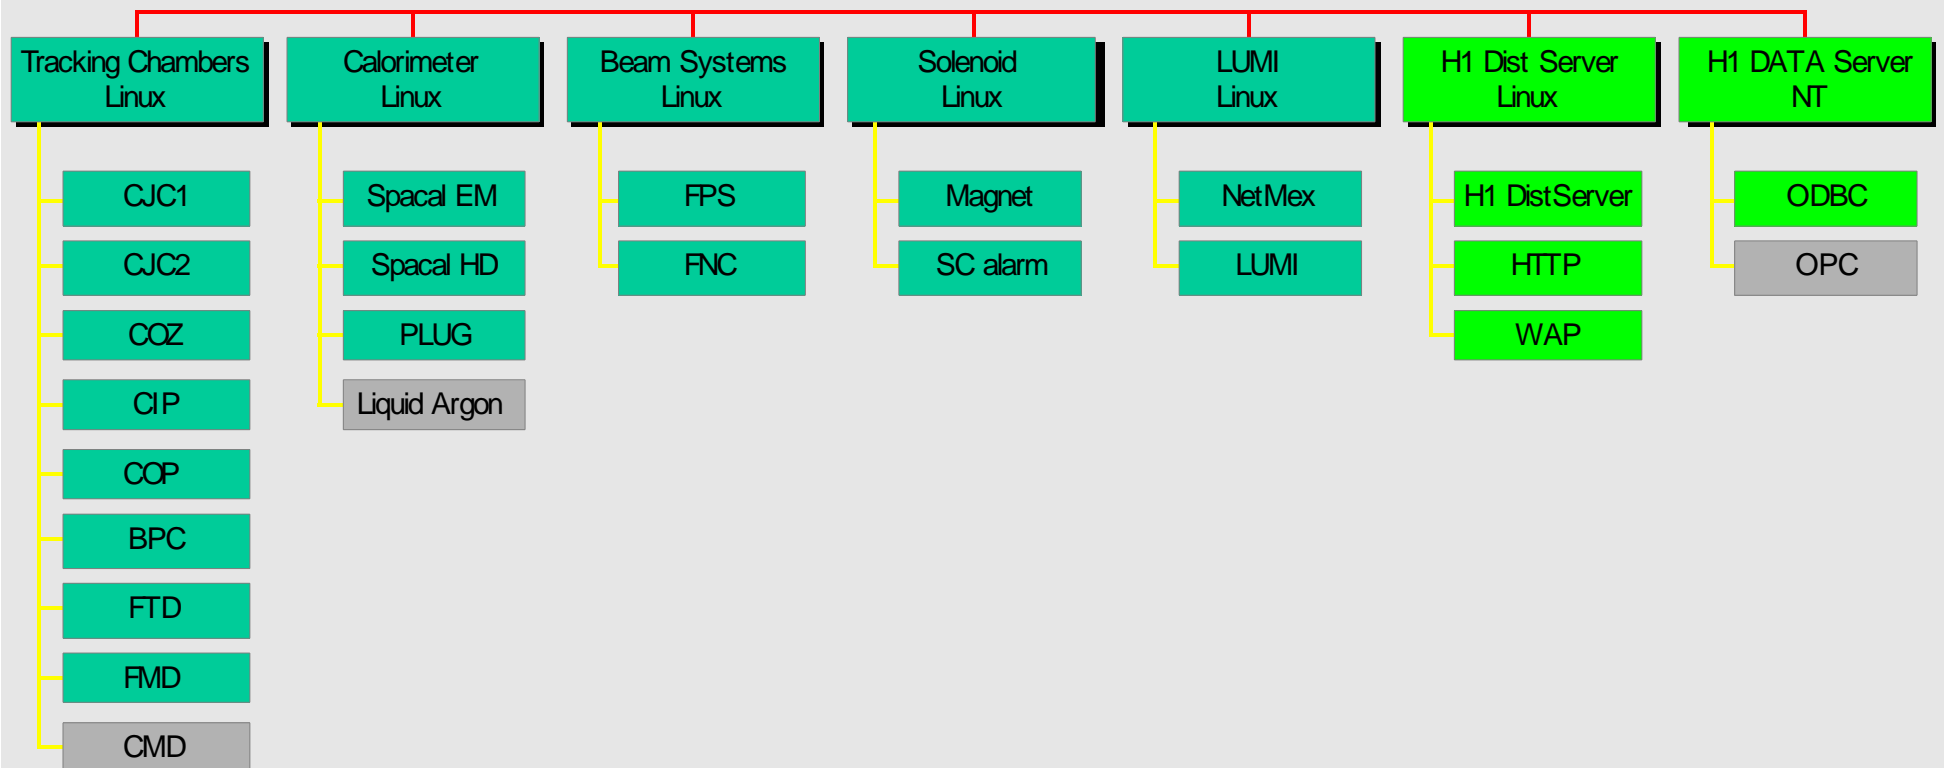 Tracking Chambers
Linux
Calorimeter
Linux
Beam Systems
Linux
Solenoid
Linux
LUMI
Linux
H1 Dist Server
Linux
H1 DATA Server
NT
CJC1
CJC2
COZ
CIP
COP
BPC
FTD
FMD
CMD
Spacal EM
Spacal HD
PLUG
Liquid Argon
FPS
FNC
Magnet
SC alarm
NetMex
LUMI
H1 DistServer
HTTP
WAP
ODBC
OPC